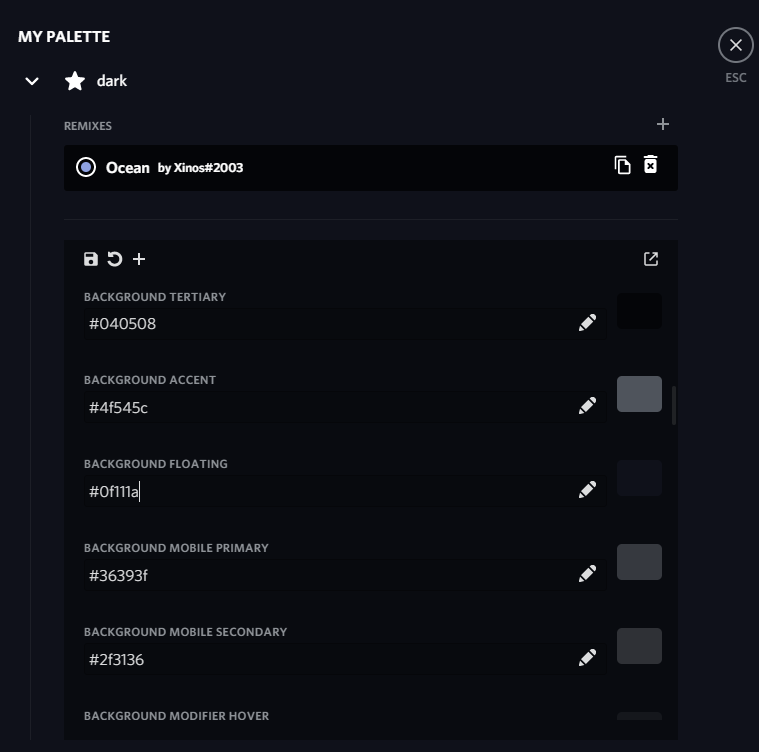 MY PALETTE
ESC
dark
REMIXES
Ocean by Xinos#2003
BACKGROUND TERTIARY
#040508
BACKGROUND ACCENT
#4f545c
BACKGROUND FLOATING
#0f111a
BACKGROUND MOBILE PRIMARY
#36393f
BACKGROUND MOBILE SECONDARY
#2f3136
BACKGROUND MODIFIER HOVER